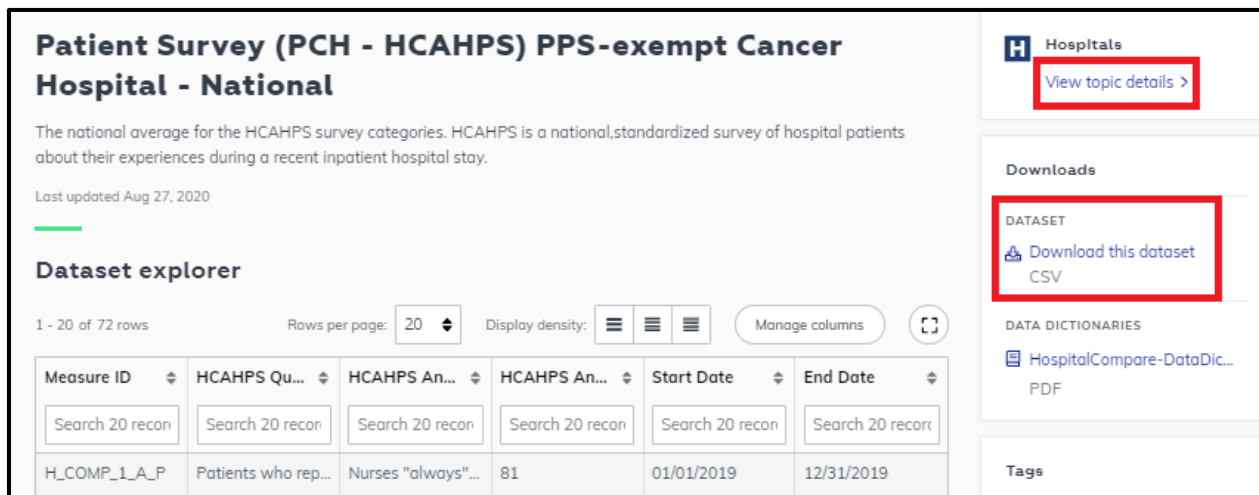 Patient Survey (PCH - HCAHPS) PPS-exempt Cancer
Hospital - National
The national average for the HCAHPS survey categories. HCAHPS is a national,standardized survey of hospital patients
about their experiences during a recent inpatient hospital stay.
Last updated Aug 27, 2020
Dataset explorer
1 - 20 of 72 rows Rows per page: 20 Display density: Manage columns
Measure ID HCAHPS Qu... HCAHPS An... HCAHPS An... Start Date End Date
Search 20 recor Search 20 recor Search 20 recor Search 20 recor Search 20 recor Search 20 recor
H_COMP_1_A_P Patients who rep... Nurses "always"... 81 01/01/2019 12/31/2019
H Hospitals
View topic details >
Downloads
DATASET
Download this dataset
CSV
DATA DICTIONARIES
HospitalCompare-DataDic...
PDF
Tags